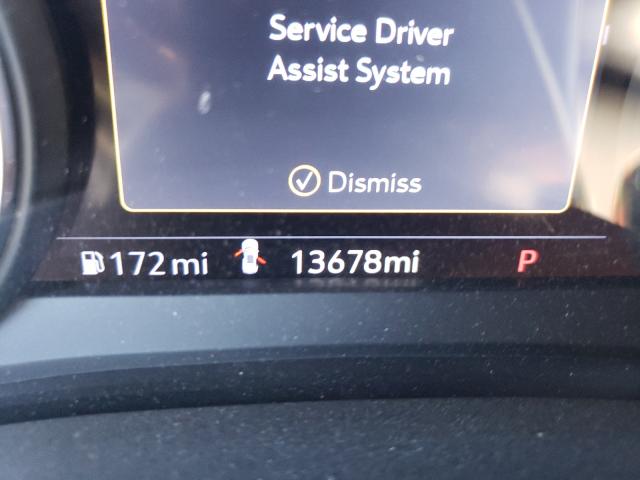 Service Driver
Assist System
Dismiss
172 mi 13678mi P